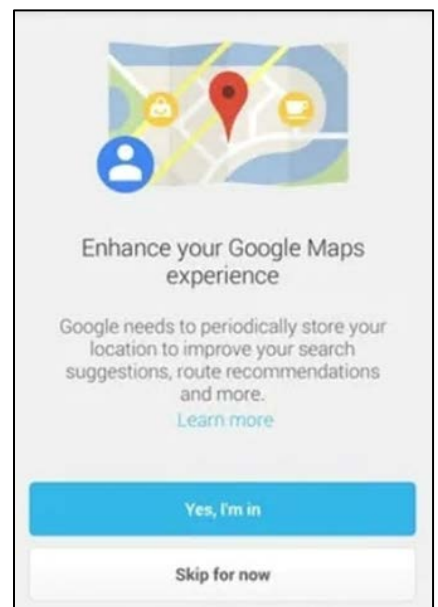 Enhance your Google Maps
experience
Google needs to periodically store your
location to improve your search
suggestions, route recommendations
and more.
Learn more
Yes, I'm in
Skip for now